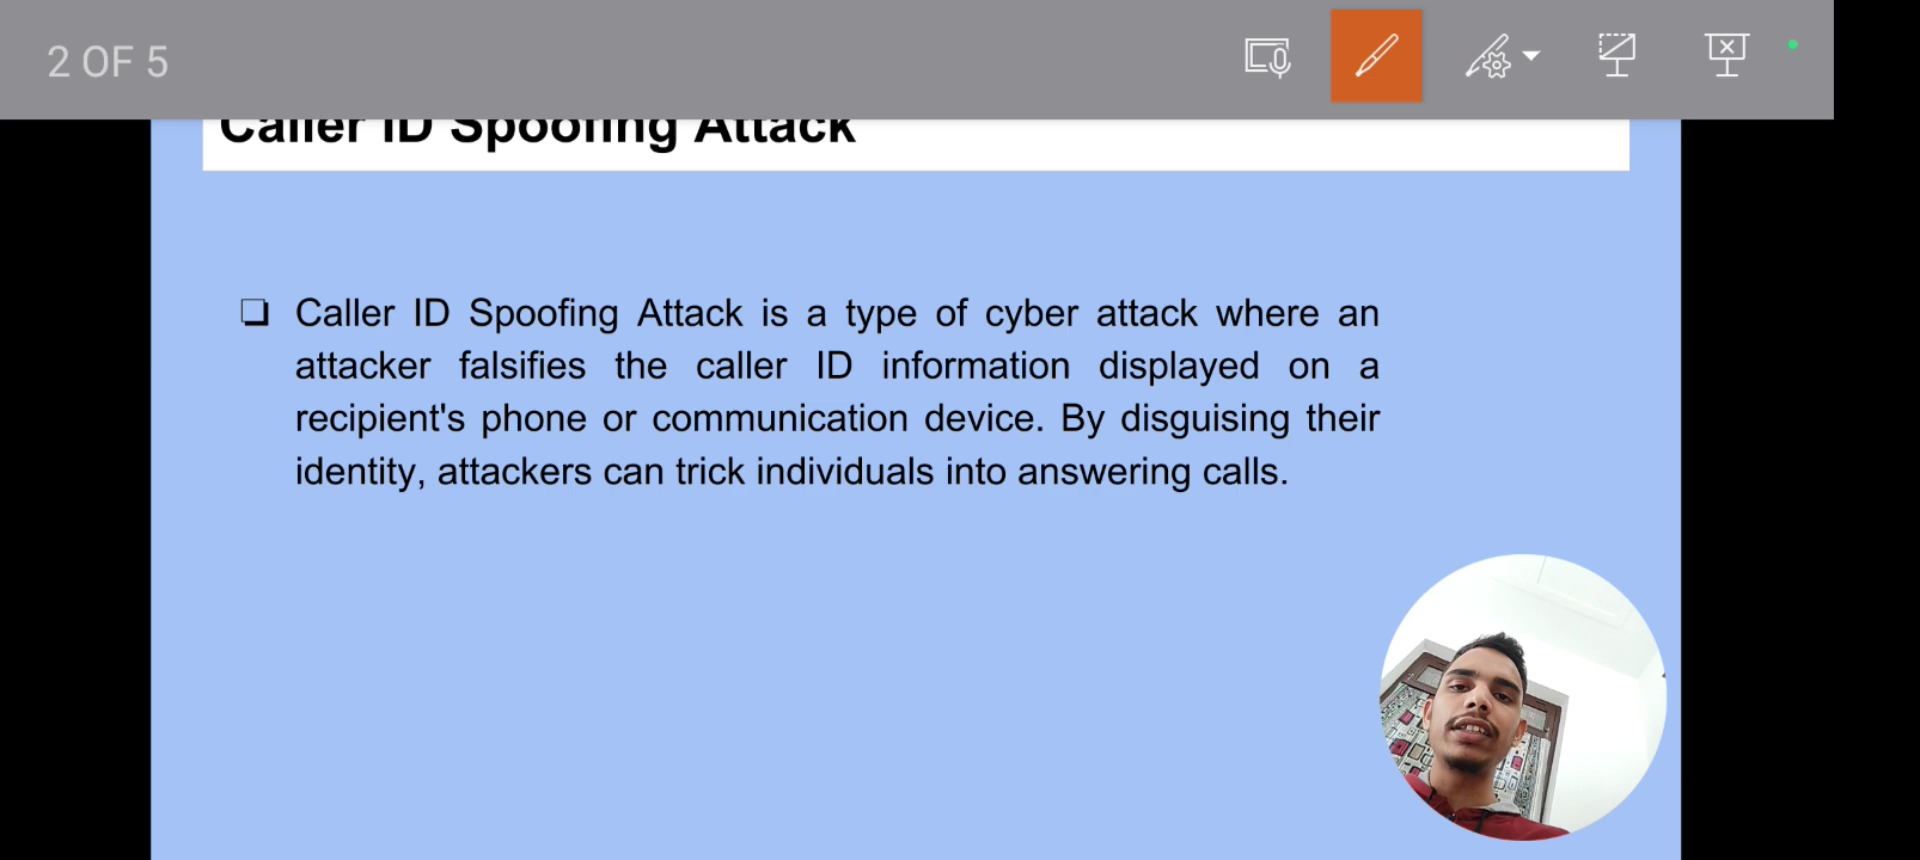 2 OF 5
Caller ID Spoofing Attack
❏ Caller ID Spoofing Attack is a type of cyber attack where an
attacker falsifies the caller ID information displayed on a
recipient's phone or communication device. By disguising their
identity, attackers can trick individuals into answering calls.